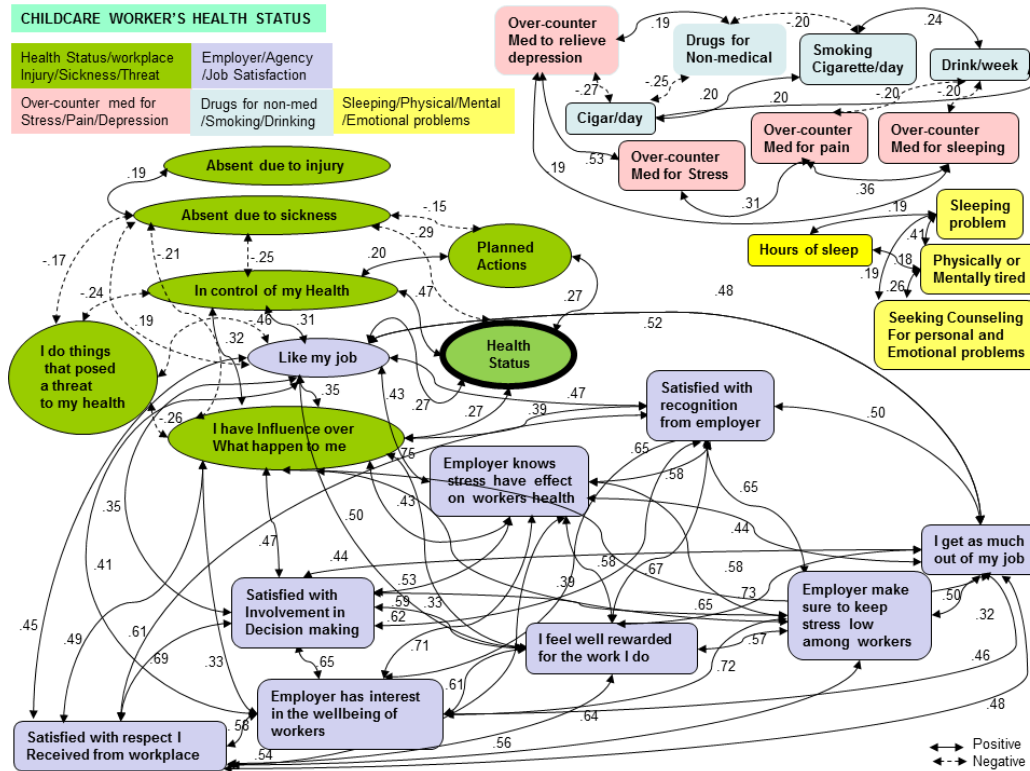 CHILDCARE WORKER'S HEALTH STATUS
Health Status/workplace
Injury/Sickness/Threat
Employer/Agency
/Job Satisfaction
Over-counter med for
Stress/Pain/Depression
Drugs for non-med
/Smoking/Drinking
Sleeping/Physical/Mental
/Emotional problems
Over-counter
Med to relieve
depression
.19
Drugs for
Non-medical
-.20
Smoking
Cigarette/day
.24
Drink/week
-.27
-.25
.20
.20
-.20
-.20
Cigar/day
Over-counter
Med for pain
Over-counter
Med for sleeping
.53
Over-counter
Med for Stress
.19
.31
.36
Absent due to injury
.19
Absent due to sickness
-.15
-.29
Planned
Actions
-.17
-.21
-.25
.20
In control of my Health
-.24
.47
.27
.19
.46
.32
.31
I do things
that posed
a threat
to my health
Like my job
Health
Status
.19
Sleeping
problem
.41
Hours of sleep
.18
Physically or
Mentally tired
.19
.26
Seeking Counseling
For personal and
Emotional problems
.48
.52
-.26
.35
.43
.27
.27
.47
.39
I have Influence over
What happen to me
Satisfied with
recognition
from employer
.50
.75
.65
.58
.65
Employer knows
stress have effect
on workers health
.35
.43
.50
.47
.44
.44
.41
.53
.58
.39
.67
.58
I get as much
out of my job
Satisfied with
Involvement in
Decision making
.59
.62
.33
.65
.73
Employer make
sure to keep
stress low
among workers
.50
.32
.45
.49
.61
.69
.33
.71
I feel well rewarded
for the work I do
.57
.65
.61
.72
.46
Employer has interest
in the wellbeing of
workers
.64
.48
Satisfied with respect I
Received from workplace
.58
.54
.56
Positive
Negative